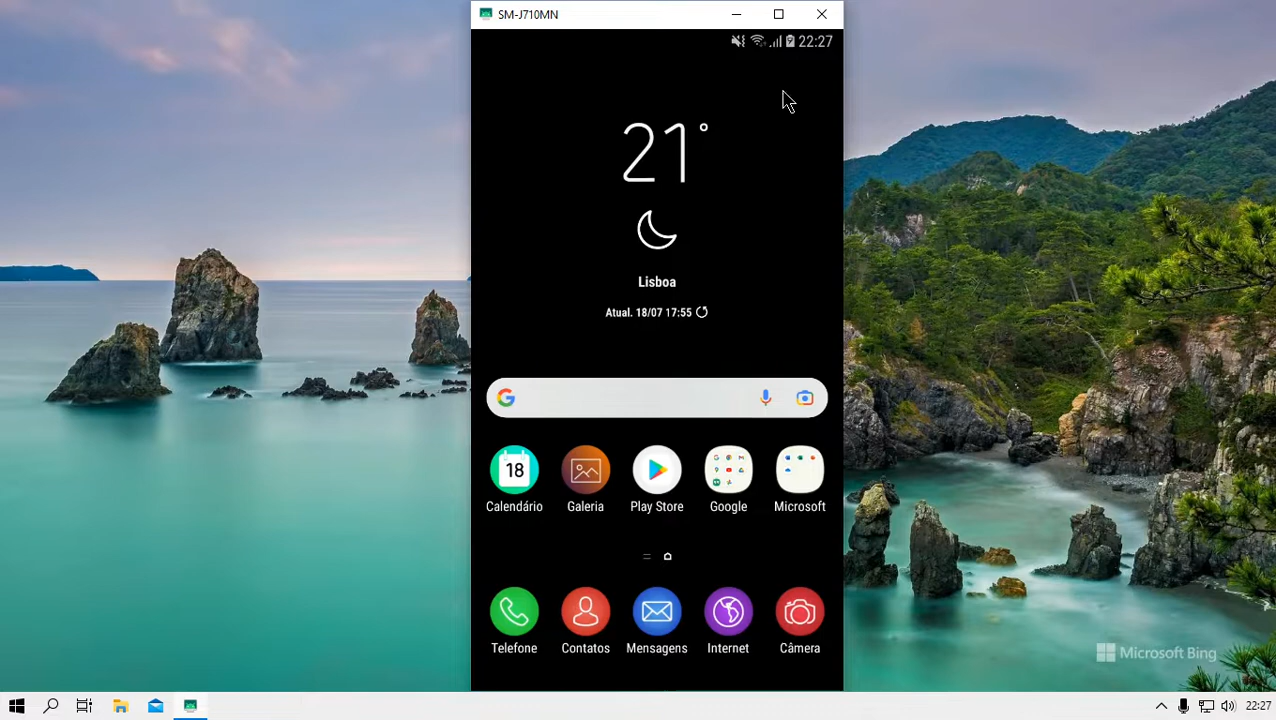 SM-J710MN
22:27
21°
Lisboa
Atual. 18/07 17:55
G
18
Calendário
Galeria
Play Store
Google
Microsoft
Telefone
Contatos
Mensagens
Internet
Câmera
Microsoft Bing
22:27